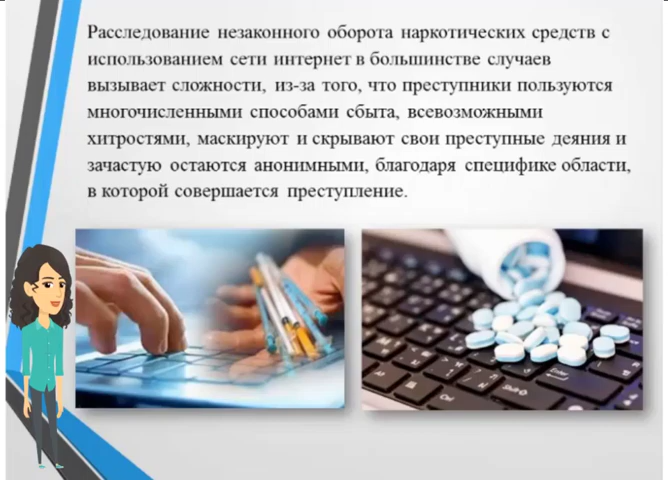 Расследование незаконного оборота наркотических средств с
использованием сети интернет в большинстве случаев
вызывает сложности, из-за того, что преступники пользуются
многочисленными способами сбыта, всевозможными
хитростями, маскируют и скрывают свои преступные деяния и
зачастую остаются анонимными, благодаря специфике области,
в которой совершается преступление.